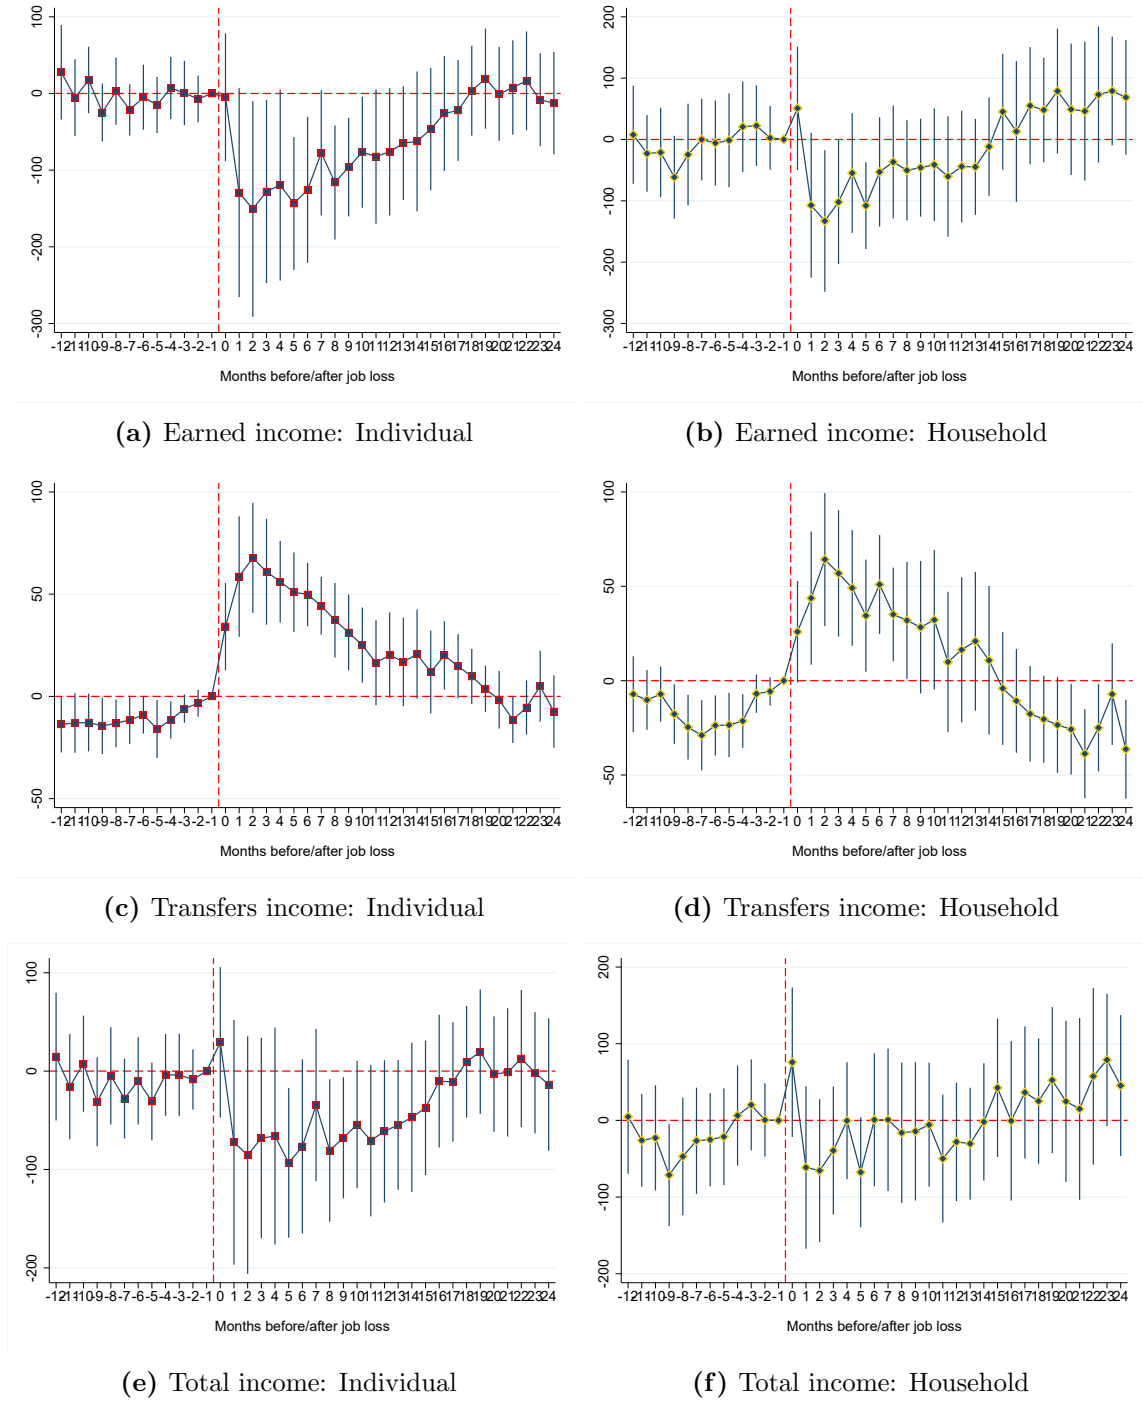 100
0
-100
-200
-300
-12 -11 -10 -9 -8 -7 -6 -5 -4 -3 -2 -1 0 1 2 3 4 5 6 7 8 9 10 11 12 13 14 15 16 17 18 19 20 21 22 23 24
Months before/after job loss
(a) Earned income: Individual
200
100
0
-100
-200
-300
-12 -11 -10 -9 -8 -7 -6 -5 -4 -3 -2 -1 0 1 2 3 4 5 6 7 8 9 10 11 12 13 14 15 16 17 18 19 20 21 22 23 24
Months before/after job loss
(b) Earned income: Household
100
50
0
-50
-12 -11 -10 -9 -8 -7 -6 -5 -4 -3 -2 -1 0 1 2 3 4 5 6 7 8 9 10 11 12 13 14 15 16 17 18 19 20 21 22 23 24
Months before/after job loss
(c) Transfers income: Individual
100
50
0
-50
-12 -11 -10 -9 -8 -7 -6 -5 -4 -3 -2 -1 0 1 2 3 4 5 6 7 8 9 10 11 12 13 14 15 16 17 18 19 20 21 22 23 24
Months before/after job loss
(d) Transfers income: Household
100
0
-100
-200
-12 -11 -10 -9 -8 -7 -6 -5 -4 -3 -2 -1 0 1 2 3 4 5 6 7 8 9 10 11 12 13 14 15 16 17 18 19 20 21 22 23 24
Months before/after job loss
(e) Total income: Individual
200
100
0
-100
-200
-12 -11 -10 -9 -8 -7 -6 -5 -4 -3 -2 -1 0 1 2 3 4 5 6 7 8 9 10 11 12 13 14 15 16 17 18 19 20 21 22 23 24
Months before/after job loss
(f) Total income: Household